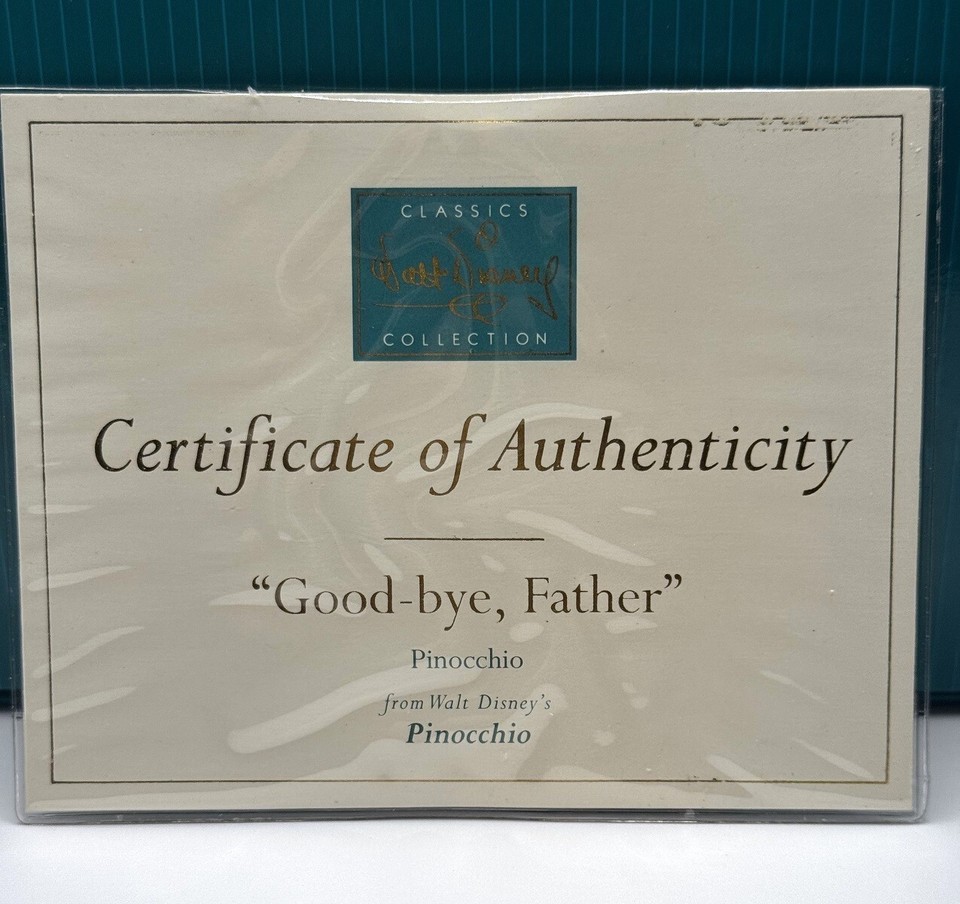 CLASSICS
Walt Disney
COLLECTION
Certificate of Authenticity
“Good-bye, Father”
Pinocchio
from Walt Disney's
Pinocchio